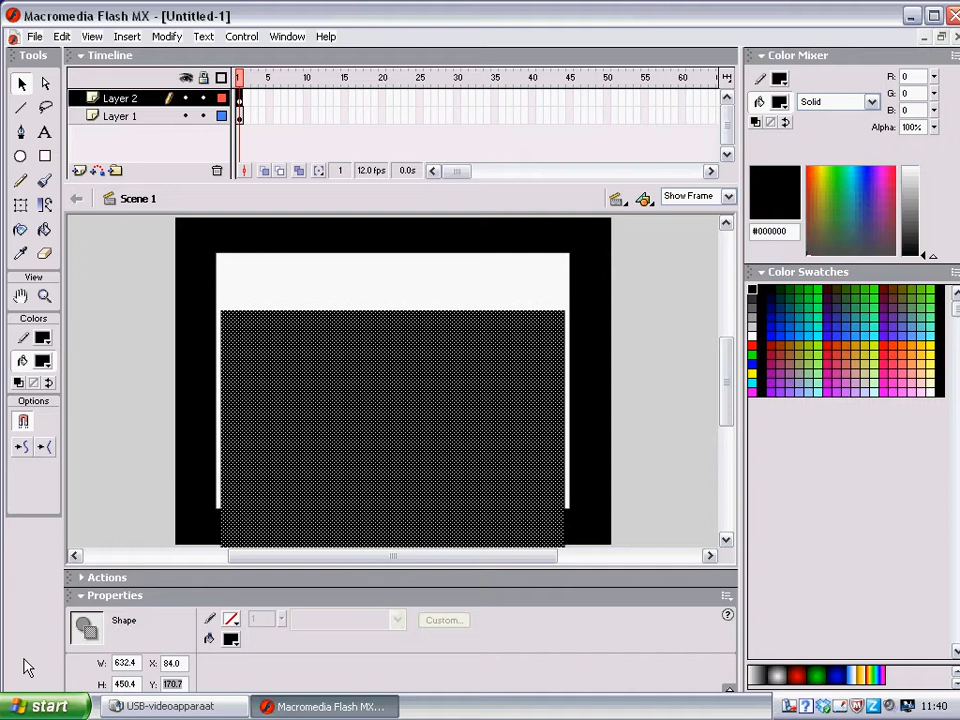 Macromedia Flash MX - [Untitled-1]
File Edit View Insert Modify Text Control Window Help
Tools
Timeline
1 5 10 15 20 25 30 35 40 45 50 55 60
Layer 2
Layer 1
1 12.0 fps 0.0s
Scene 1
Show Frame
View
Colors
Options
Color Mixer
R: 0
Solid
G: 0
B: 0
Alpha: 100%
#000000
Color Swatches
Actions
Properties
Shape
1
Custom...
W: 632.4 X: 84.0
H: 450.4 Y: 170.7
start
USB-videoapparaat
Macromedia Flash MX...
11:40